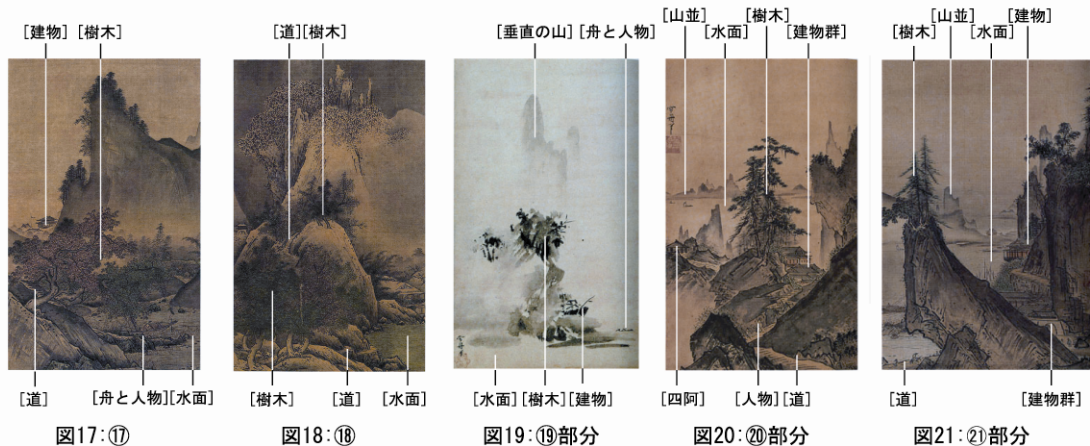 [建物] [樹木]
[道][樹木]
[垂直の山] [舟と人物]
[山並] [樹木]
[水面] [建物群]
[山並] [建物]
[樹木] [水面]
[道] [舟と人物][水面]
[樹木] [道] [水面]
[水面][樹木][建物]
[四阿] [人物][道]
[道] [建物群]
図17:⑰
図18:⑱
図19:⑲部分
図20:⑳部分
図21:㉑部分